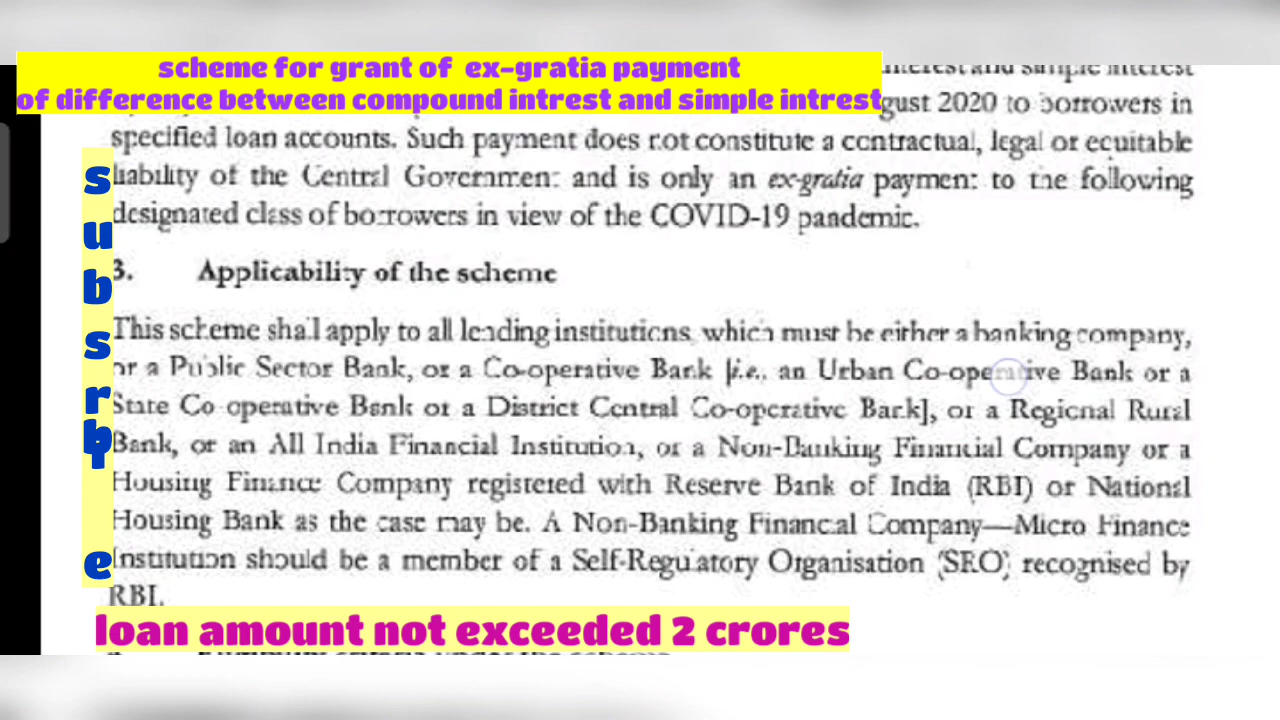 scheme for grant of ex-gratia payment
of difference between compound intrest and simple intrest
interest and simple interest
gust 2020 to borrowers in
specified loan accounts. Such payment does not constitute a contractual, legal or equitable
liability of the Central Government and is only an ex-gratia payment to the following
designated class of borrowers in view of the COVID-19 pandemic.
3. Applicability of the scheme
This scheme shall apply to all lending institutions, which must be either a banking company,
or a Public Sector Bank, or a Co-operative Bank [i.e., an Urban Co-operative Bank or a
State Co-operative Bank or a District Central Co-operative Bank], or a Regional Rural
Bank, or an All India Financial Institution, or a Non-Banking Financial Company or a
Housing Finance Company registered with Reserve Bank of India (RBI) or National
Housing Bank as the case may be. A Non-Banking Financial Company—Micro Finance
Institution should be a member of a Self-Regulatory Organisation (SRO) recognised by
RBI.
s
u
b
s
r
b
e
loan amount not exceeded 2 crores